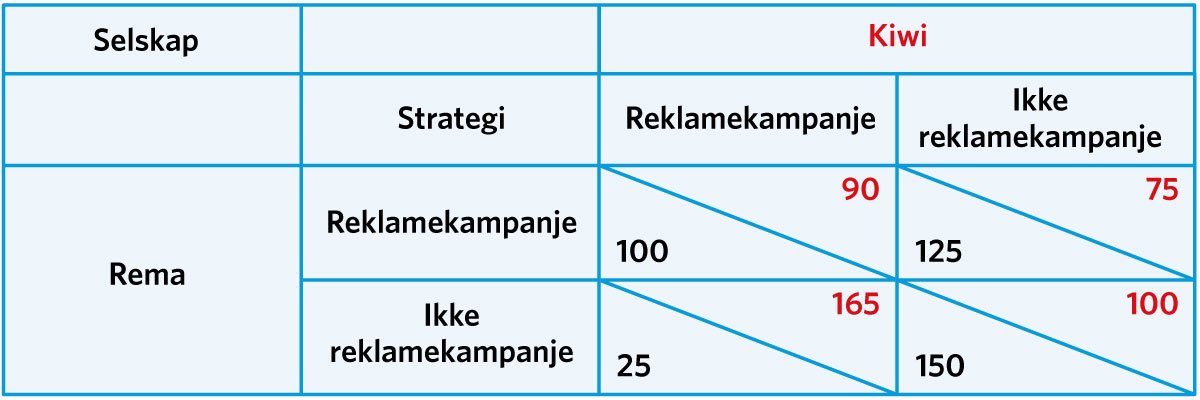 Selskap
Kiwi
Strategi
Reklamekampanje
Ikke
reklamekampanje
Rema
Reklamekampanje
90
100
75
125
Ikke
reklamekampanje
165
25
100
150